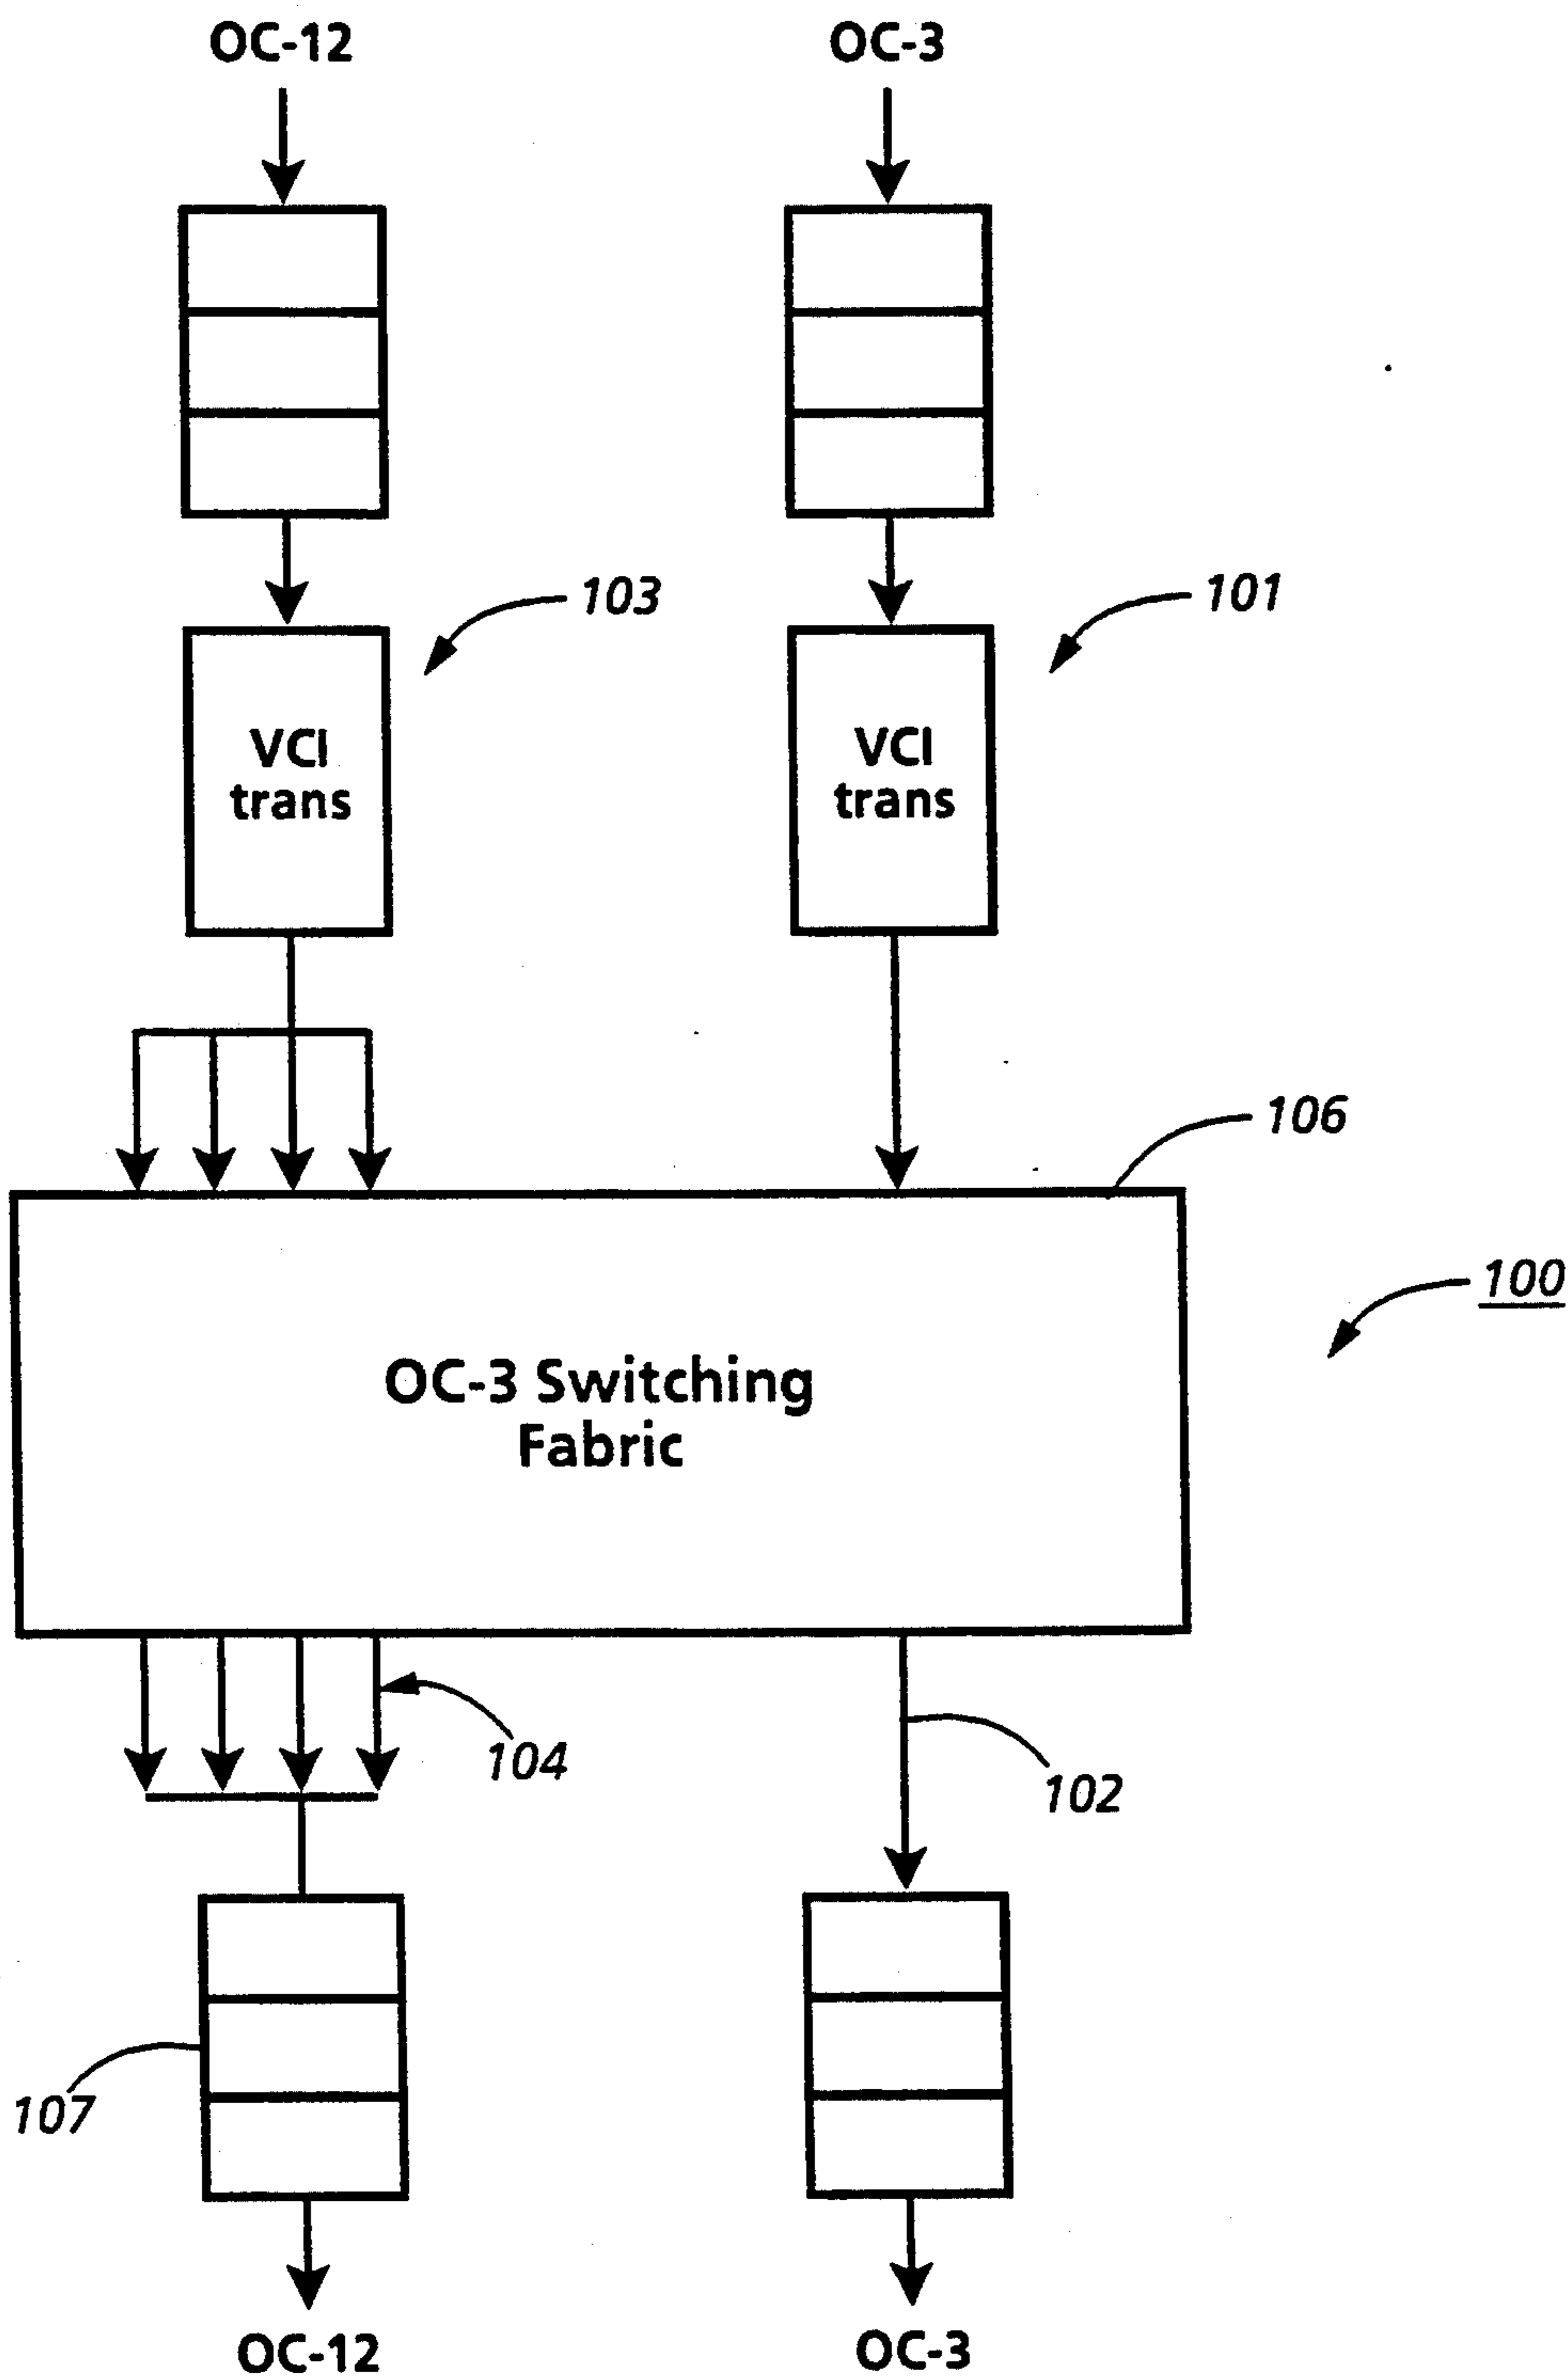 OC-12
OC-3
103
101
VCI
trans
VCI
trans
106
100
OC-3 Switching
Fabric
104
102
107
OC-12
OC-3